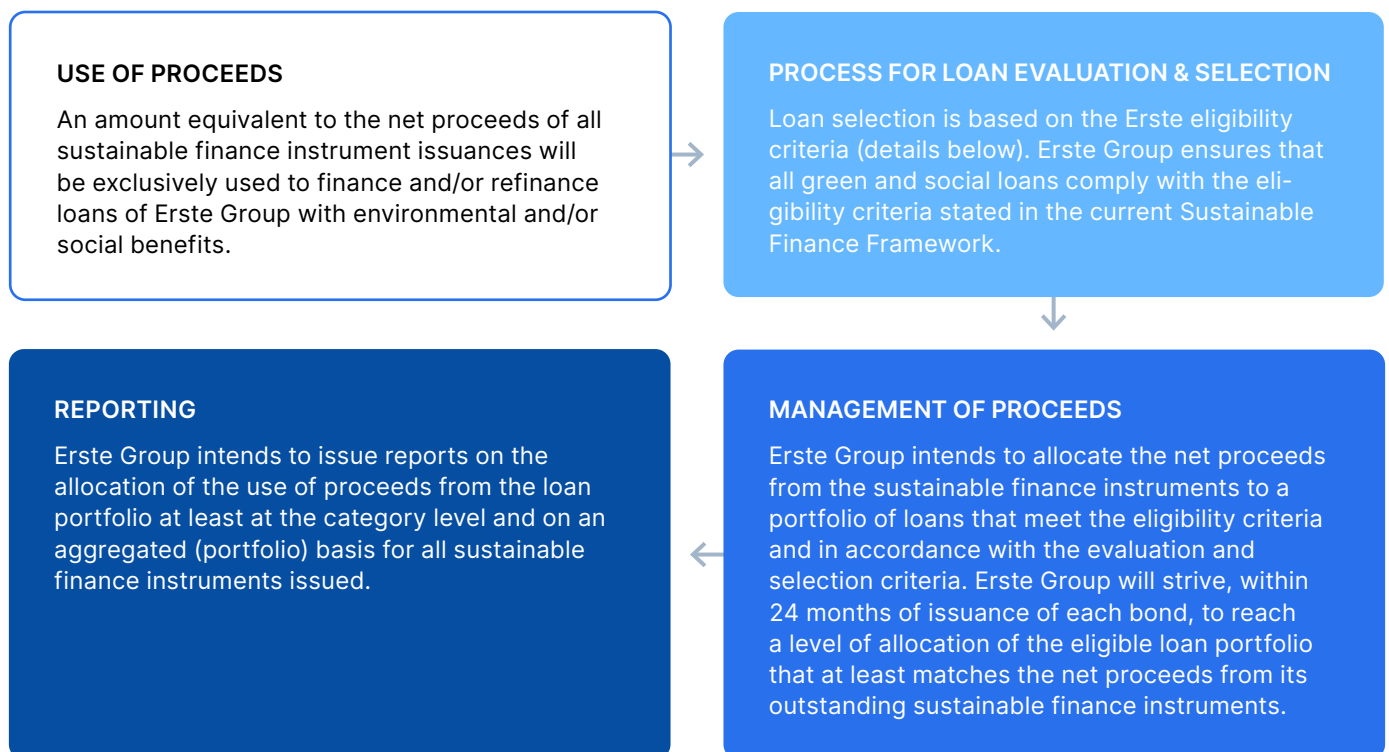 USE OF PROCEEDS
An amount equivalent to the net proceeds of all
sustainable finance instrument issuances will
be exclusively used to finance and/or refinance
loans of Erste Group with environmental and/or
social benefits.
PROCESS FOR LOAN EVALUATION & SELECTION
Loan selection is based on the Erste eligibility
criteria (details below). Erste Group ensures that
all green and social loans comply with the eli-
gibility criteria stated in the current Sustainable
Finance Framework.
MANAGEMENT OF PROCEEDS
Erste Group intends to allocate the net proceeds
from the sustainable finance instruments to a
portfolio of loans that meet the eligibility criteria
and in accordance with the evaluation and
selection criteria. Erste Group will strive, within
24 months of issuance of each bond, to reach
a level of allocation of the eligible loan portfolio
that at least matches the net proceeds from its
outstanding sustainable finance instruments.
REPORTING
Erste Group intends to issue reports on the
allocation of the use of proceeds from the loan
portfolio at least at the category level and on an
aggregated (portfolio) basis for all sustainable
finance instruments issued.